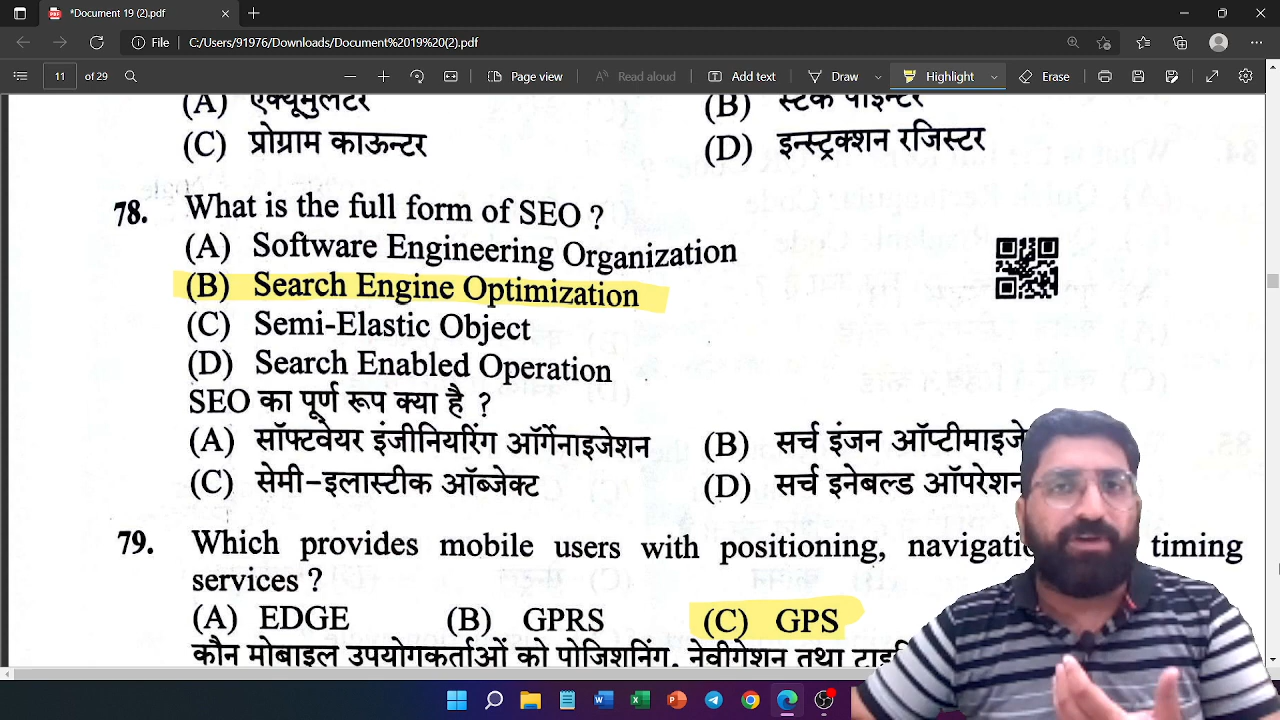 *Document 19 (2).pdf
File C:/Users/91976/Downloads/Document%2019%20(2).pdf
11 of 29 Page view Read aloud Add text Draw Highlight Erase
(A) एक्यूमुलेटर (B) स्टैक पॉइन्टर
(C) प्रोग्राम काऊन्टर (D) इन्स्ट्रक्शन रजिस्टर
78. What is the full form of SEO ?
(A) Software Engineering Organization
(B) Search Engine Optimization
(C) Semi-Elastic Object
(D) Search Enabled Operation
SEO का पूर्ण रूप क्या है ?
(A) सॉफ्टवेयर इंजीनियरिंग ऑर्गेनाइजेशन (B) सर्च इंजन ऑप्टीमाइजे
(C) सेमी-इलास्टीक ऑब्जेक्ट (D) सर्च इनेबल्ड ऑपरेशन
79. Which provides mobile users with positioning, navigati timing
services ?
(A) EDGE (B) GPRS (C) GPS
कौन मोबाइल उपयोगकर्ताओं को पोजिशनिंग, नेवीगेशन तथा